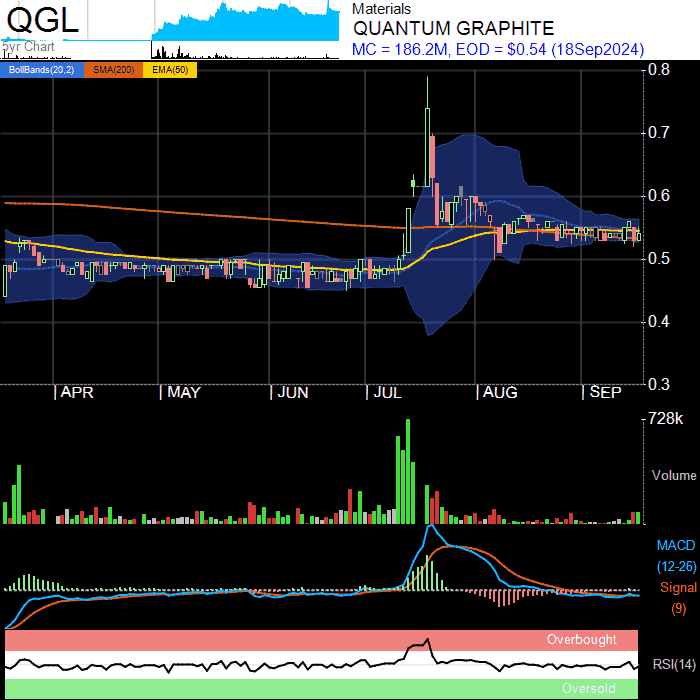 QGL
5yr Chart
Materials
QUANTUM GRAPHITE
MC = 186.2M, EOD = $0.54 (18Sep2024)
BollBands(20,2) SMA(200) EMA(50)
0.8
0.7
0.6
0.5
0.4
0.3
APR MAY JUN JUL AUG SEP
728k
Volume
MACD
(12-26)
Signal
(9)
Overbought
RSI(14)
Oversold